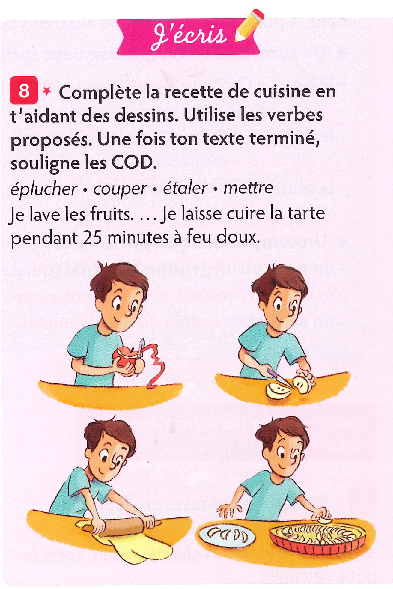 J'écris
8 * Complète la recette de cuisine en
t'aidant des dessins. Utilise les verbes
proposés. Une fois ton texte terminé,
souligne les COD.
éplucher • couper • étaler • mettre
Je lave les fruits. ... Je laisse cuire la tarte
pendant 25 minutes à feu doux.